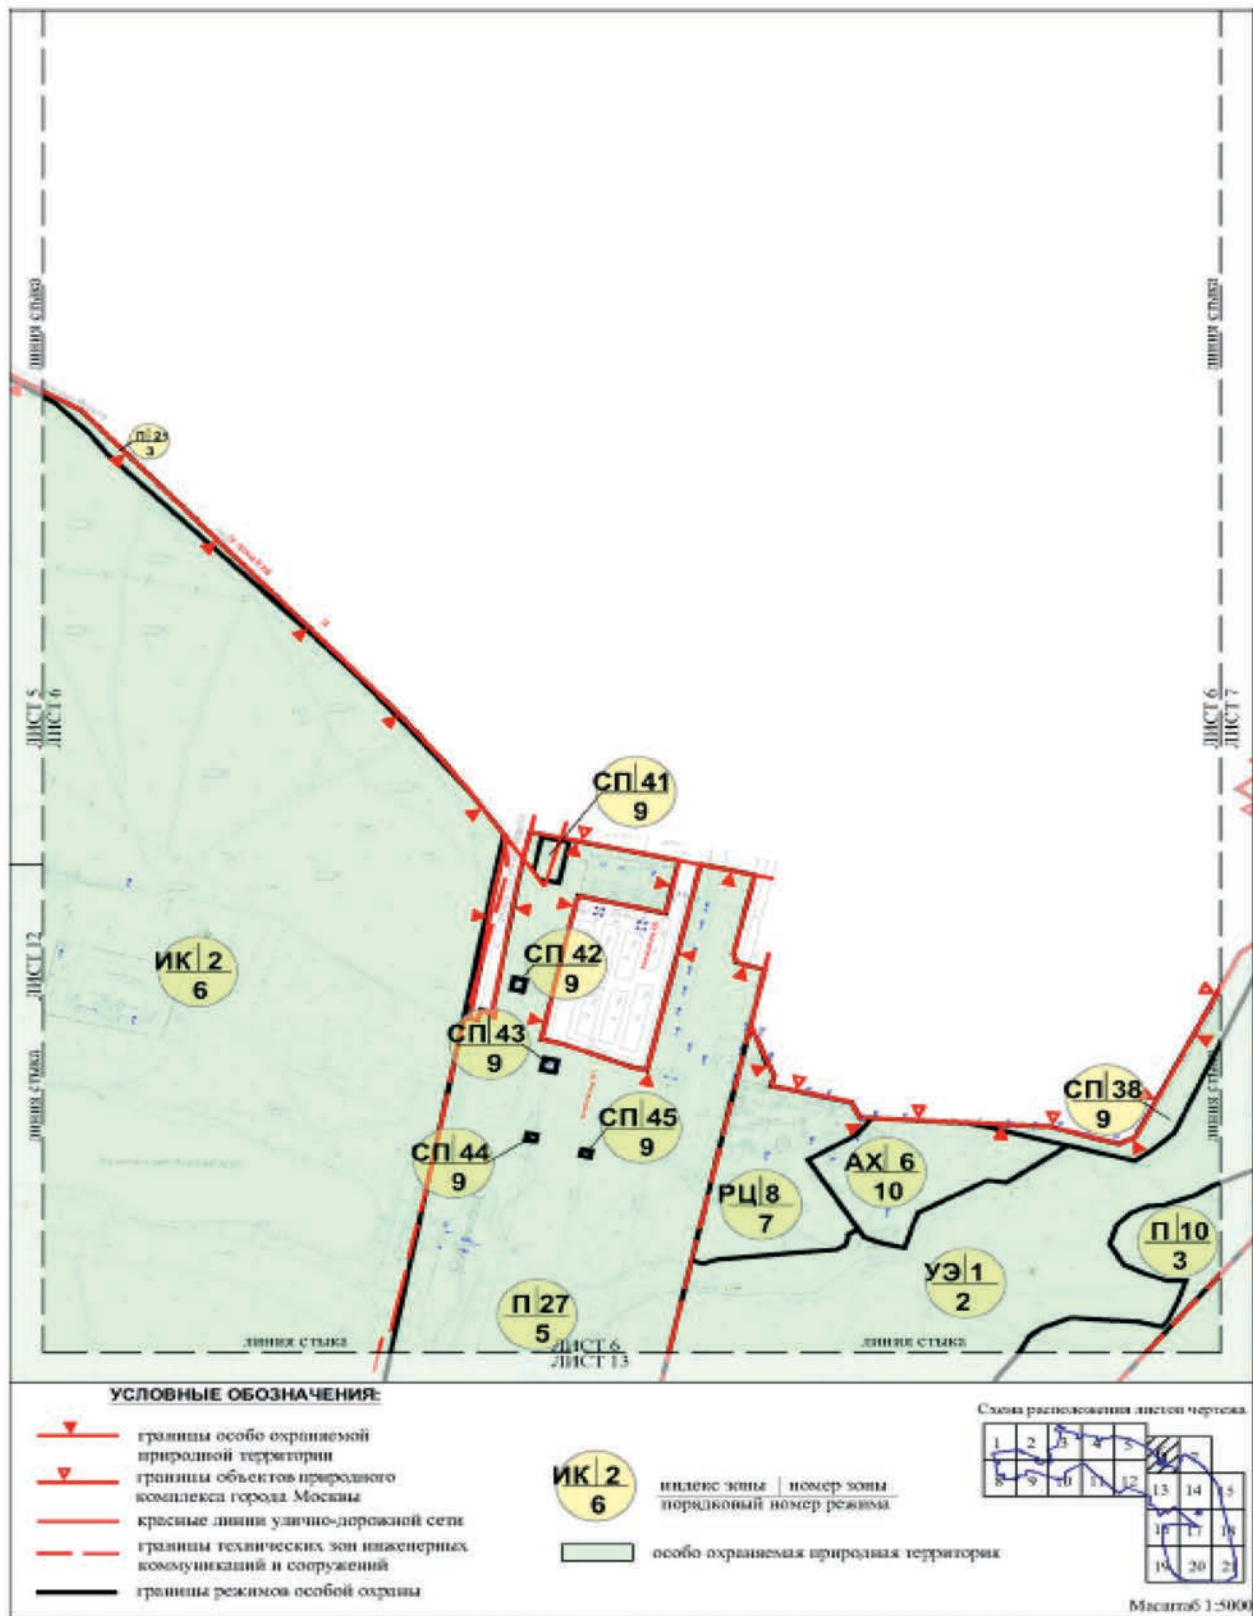 линия стыка
линия стыка
П 21
3
ЛИСТ 5
ЛИСТ 6
ЛИСТ 6
ЛИСТ 7
СП 41
9
ЛИСТ 12
ИК 2
6
СП 42
9
СП 43
9
линия стыка
СП 38
9
линия стыка
СП 45
9
СП 44
9
АХ 6
10
РЦ 8
7
П 10
3
УЭ 1
2
П 27
5
линия стыка
ЛИСТ 6
ЛИСТ 13
линия стыка
УСЛОВНЫЕ ОБОЗНАЧЕНИЯ:
границы особо охраняемой
природной территории
границы объектов природного
комплекса города Москвы
красные линии улично-дорожной сети
границы технических зон инженерных
коммуникаций и сооружений
границы режимов особой охраны
ИК 2
6
индекс зоны | номер зоны
порядковый номер режима
особо охраняемая природная территория
Схема расположения листов чертежа
1 2 3 4 5 7
8 9 10 11 12 13 14 15
17 18
19 20 21
Масштаб 1:5000